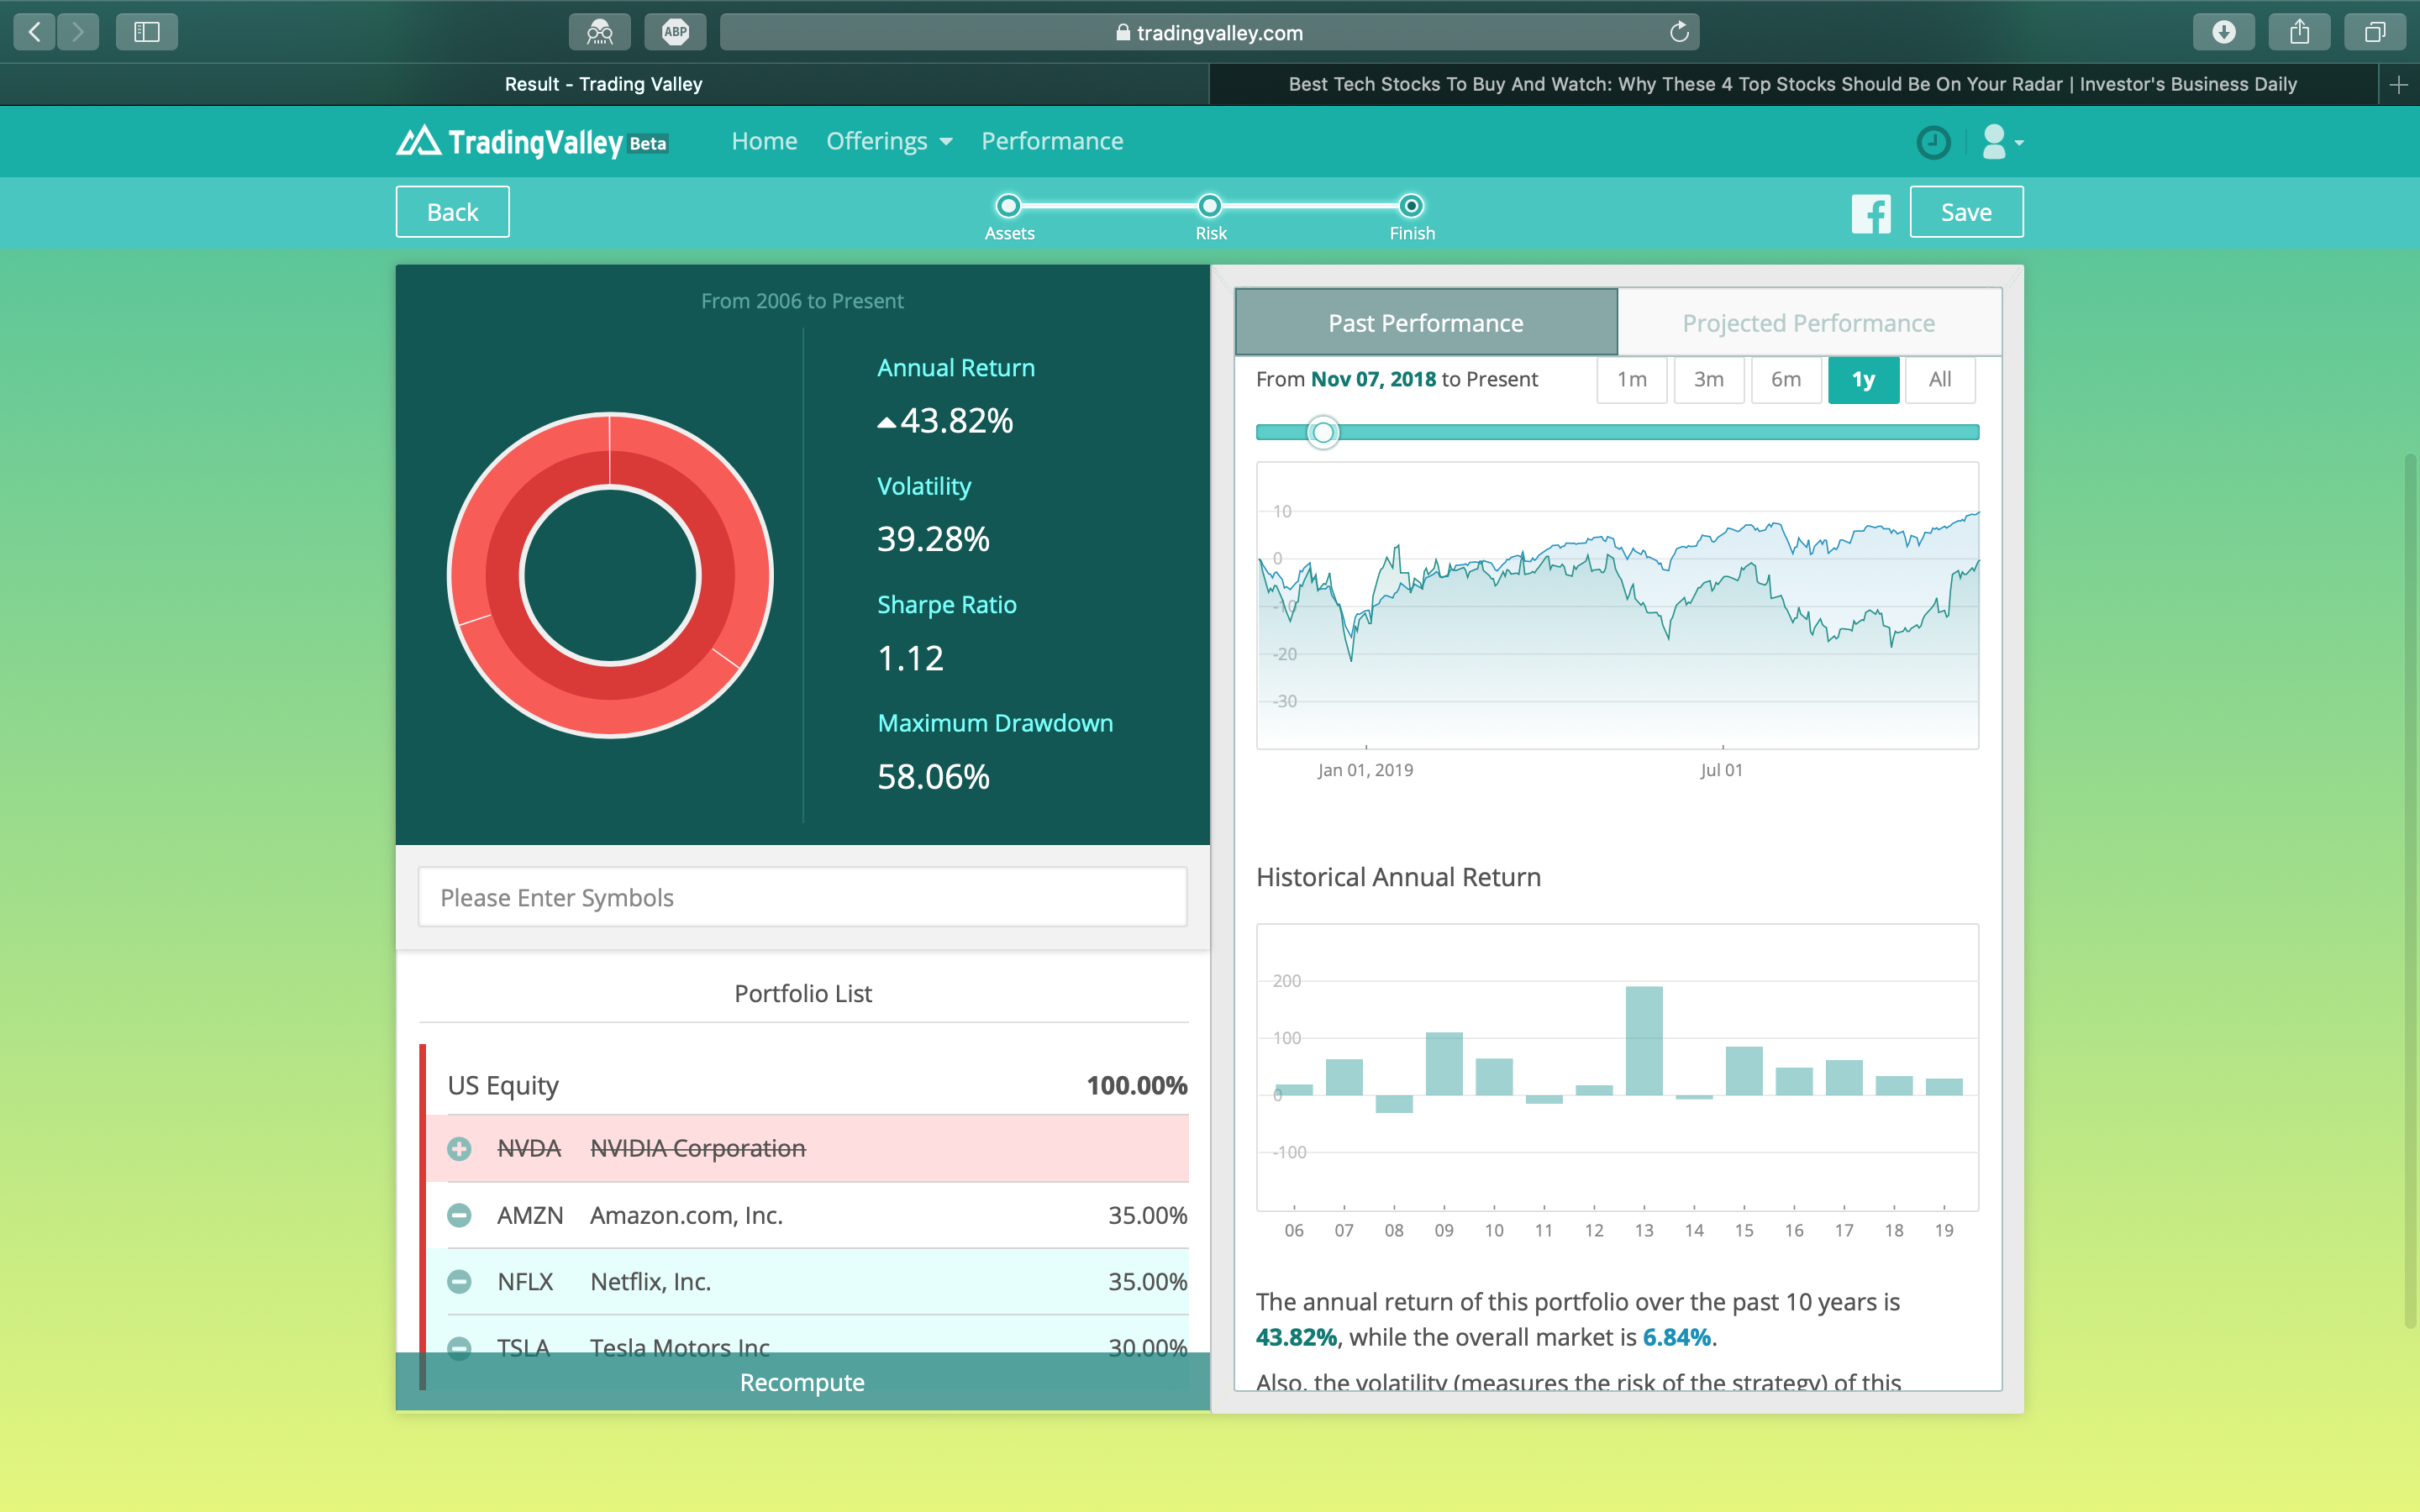 ABP
tradingvalley.com
Result - Trading Valley
Best Tech Stocks To Buy And Watch: Why These 4 Top Stocks Should Be On Your Radar | Investor's Business Daily
TradingValley Beta
Home Offerings Performance
Back
Assets Risk Finish
Save
From 2006 to Present
Annual Return
43.82%
Volatility
39.28%
Sharpe Ratio
1.12
Maximum Drawdown
58.06%
Please Enter Symbols
Portfolio List
US Equity 100.00%
NVDA NVIDIA Corporation
AMZN Amazon.com, Inc. 35.00%
NFLX Netflix, Inc. 35.00%
TSLA Tesla Motors Inc 30.00%
Recompute
Past Performance Projected Performance
From Nov 07, 2018 to Present 1m 3m 6m 1y All
10
0
-10
-20
-30
Jan 01, 2019 Jul 01
Historical Annual Return
200
100
0
-100
06 07 08 09 10 11 12 13 14 15 16 17 18 19
The annual return of this portfolio over the past 10 years is
43.82%, while the overall market is 6.84%.
Also, the volatility (measures the risk of the strategy) of this